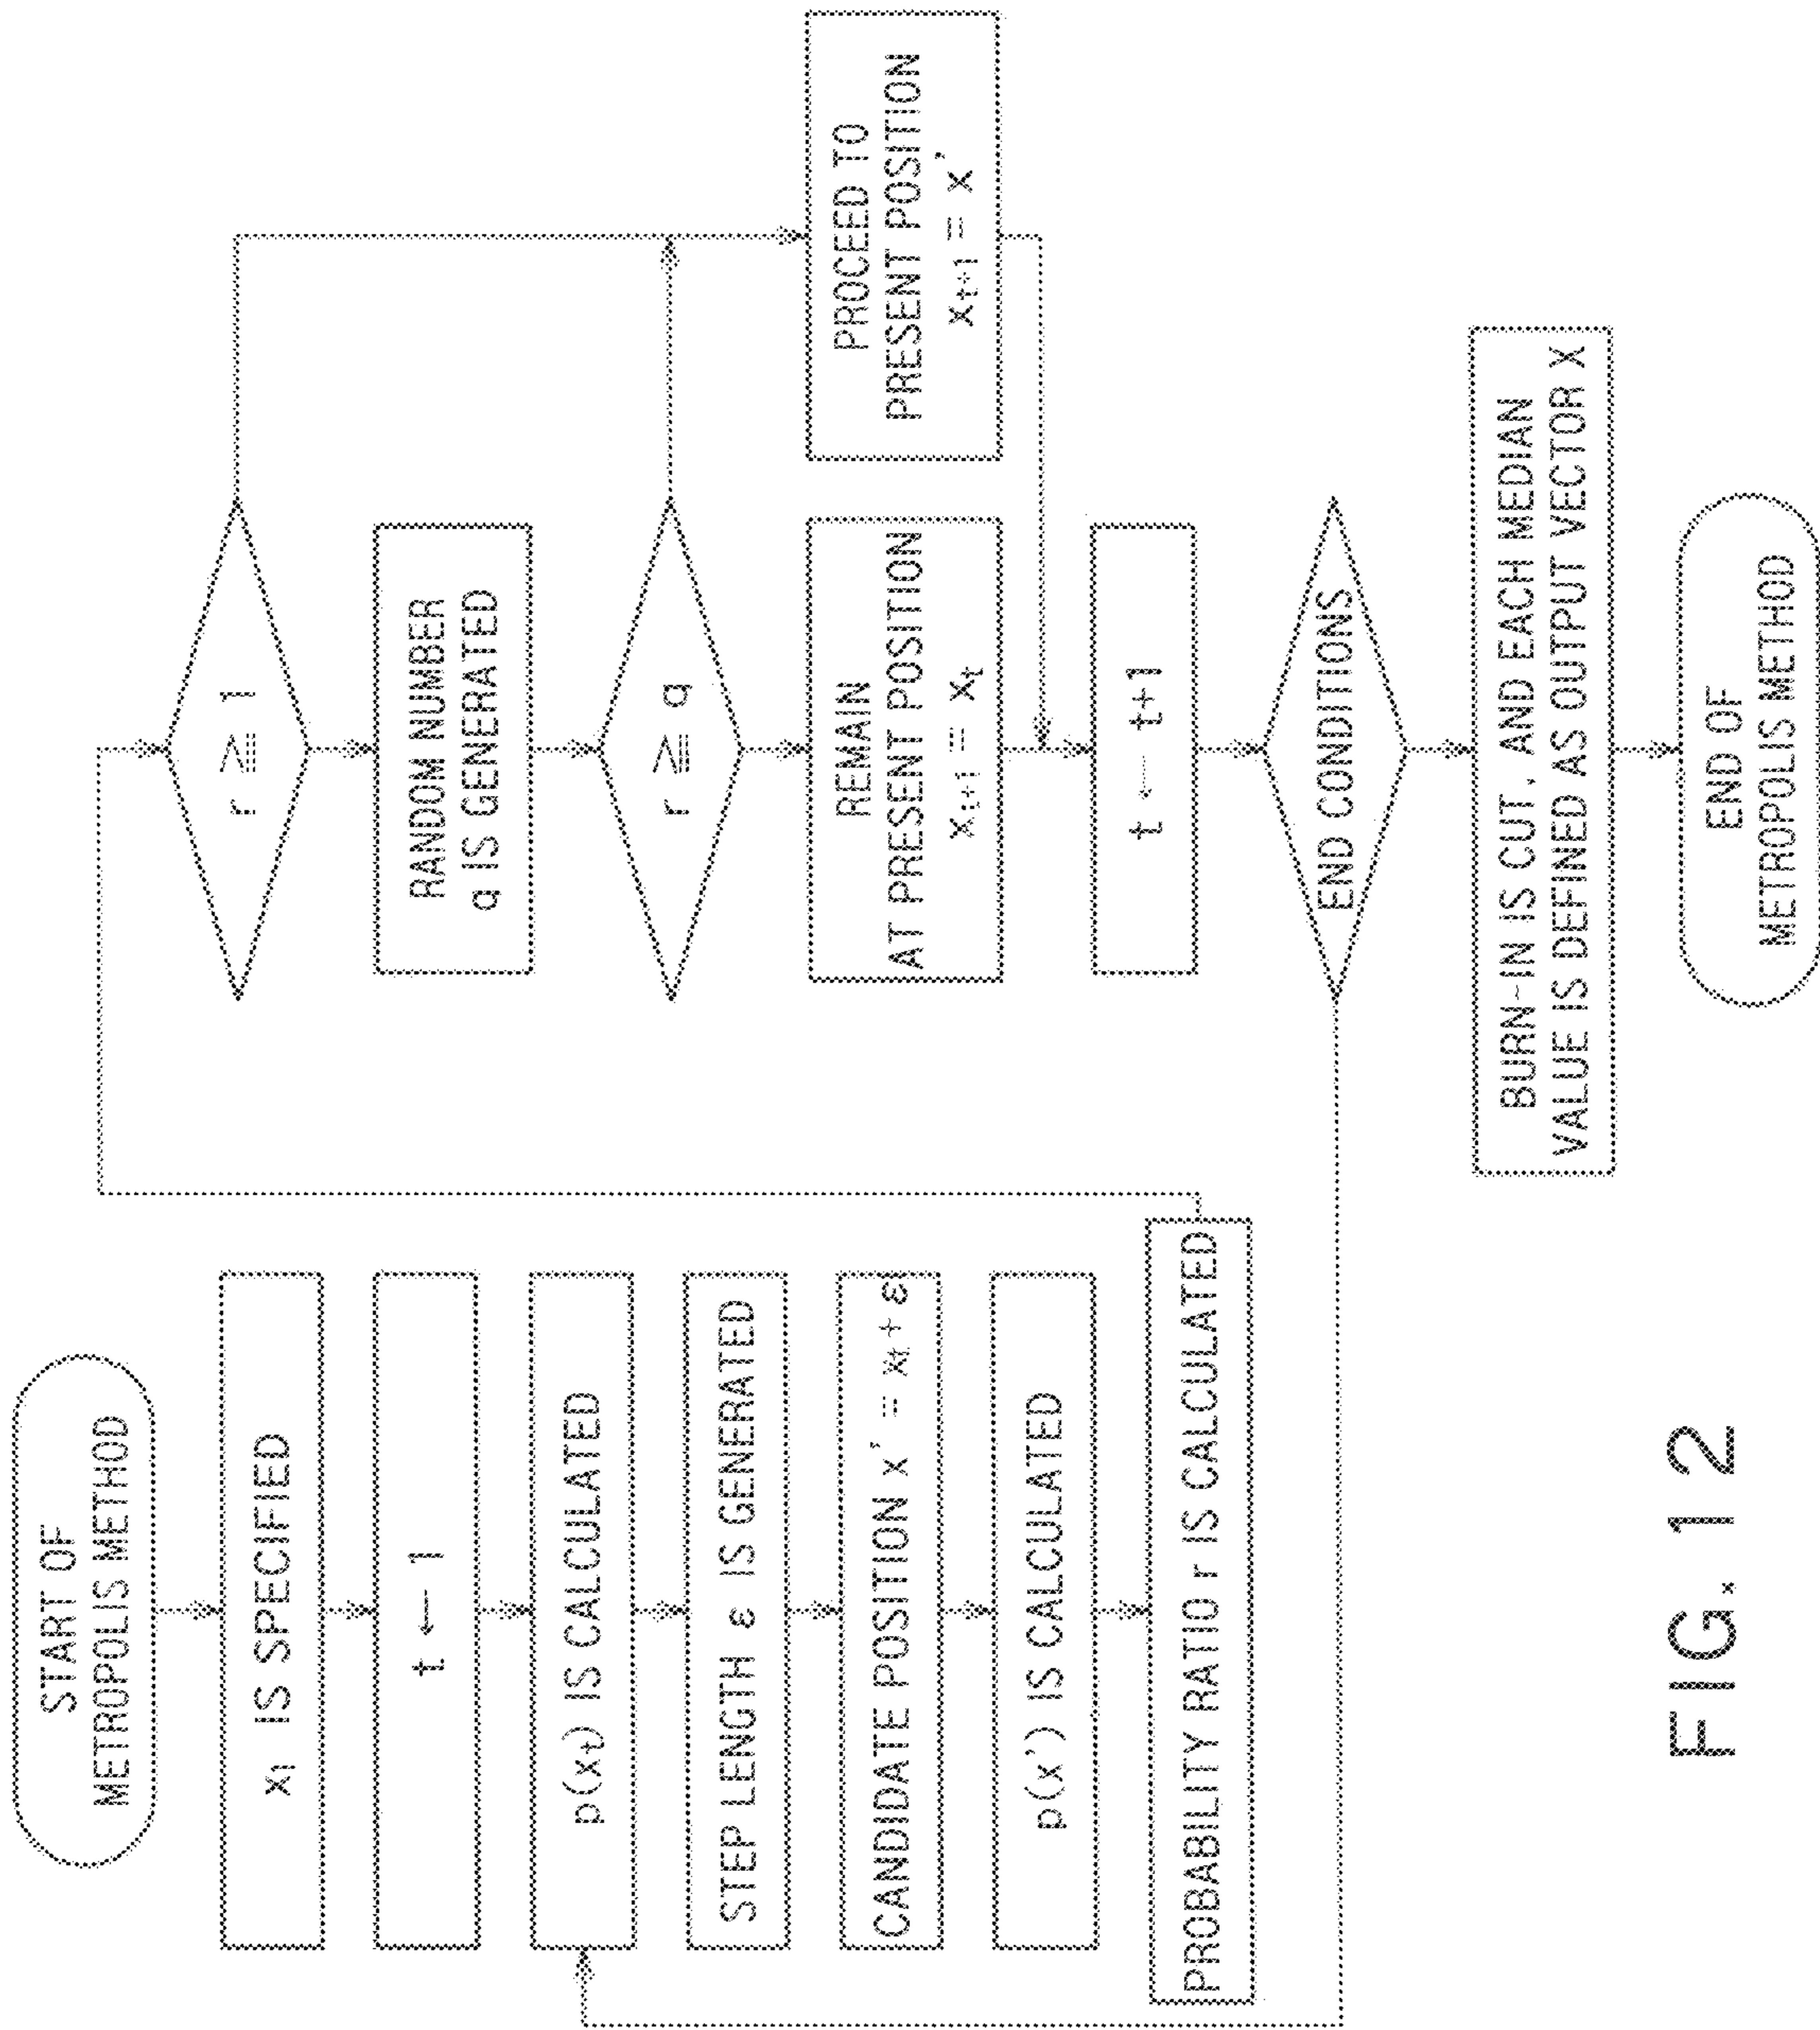 START OF
METROPOLIS METHOD
x₁ IS SPECIFIED
t ← 1
p(xₜ) IS CALCULATED
STEP LENGTH ε IS GENERATED
CANDIDATE POSITION x' = xₜ + ε
p(x') IS CALCULATED
PROBABILITY RATIO r IS CALCULATED
r ≧ 1
RANDOM NUMBER
q IS GENERATED
r ≧ q
REMAIN
AT PRESENT POSITION
xₜ₊₁ = xₜ
PROCEED TO
PRESENT POSITION
xₜ₊₁ = x'
t ← t+1
END CONDITIONS
BURN-IN IS CUT, AND EACH MEDIAN
VALUE IS DEFINED AS OUTPUT VECTOR X
END OF
METROPOLIS METHOD
FIG. 12